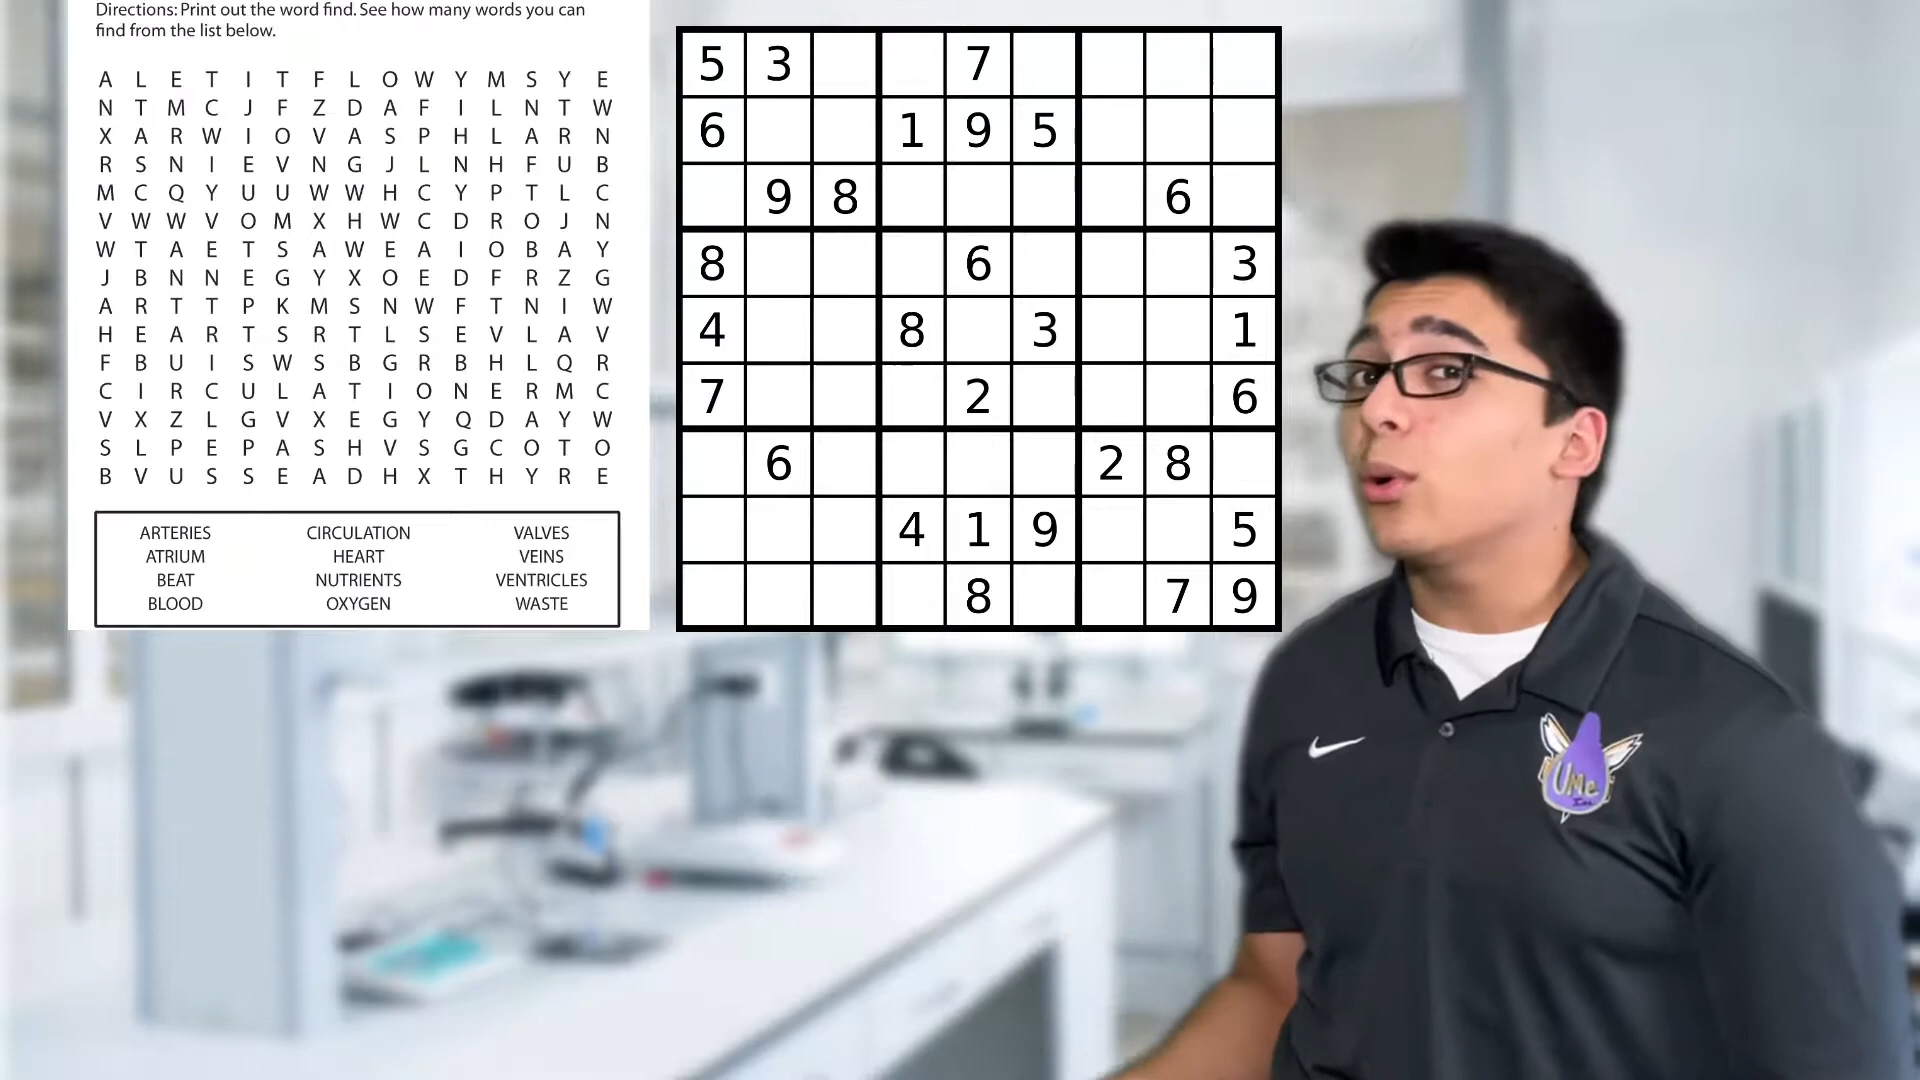 Directions: Print out the word find. See how many words you can
find from the list below.
A L E T I T F L O W Y M S Y E
N T M C J F Z D A F I L N T W
X A R W I O V A S P H L A R N
R S N I E V N G J L N H F U B
M C Q Y U U W W H C Y P T L C
V W W V O M X H W C D R O J N
W T A E T S A W E A I O B A Y
J B N N E G Y X O E D F R Z G
A R T T P K M S N W F T N I W
H E A R T S R T L S E V L A V
F B U I S W S B G R B H L Q R
C I R C U L A T I O N E R M C
V X Z L G V X E G Y Q D A Y W
S L P E P A S H V S G C O T O
B V U S S E A D H X T H Y R E
ARTERIES CIRCULATION VALVES
ATRIUM HEART VEINS
BEAT NUTRIENTS VENTRICLES
BLOOD OXYGEN WASTE
5 3 7
6 1 9 5
9 8 6
8 6 3
4 8 3 1
7 2 6
6 2 8
4 1 9 5
8 7 9
UMe
Inc